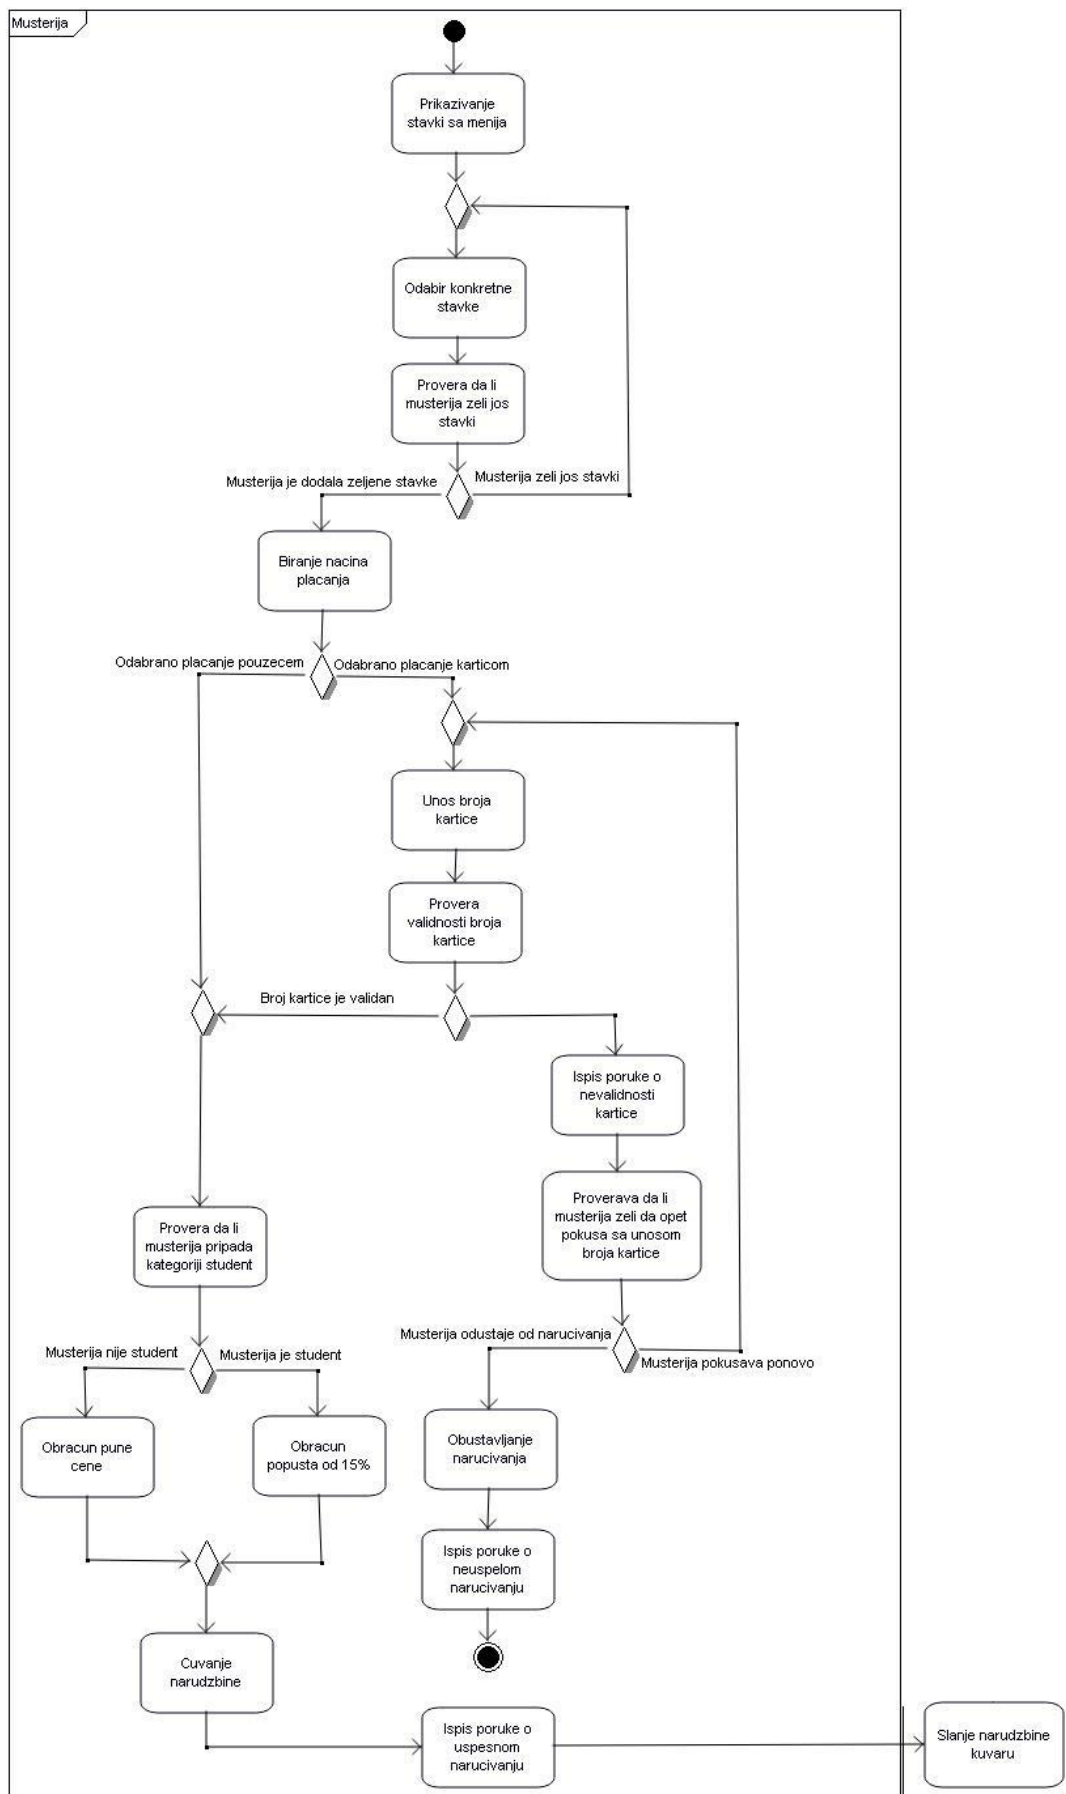 Musterija
Prikazivanje
stavki sa menija
Odabir konkretne
stavke
Provera da li
musterija zeli jos
stavki
Musterija je dodala zeljene stavke
Musterija zeli jos stavki
Biranje nacina
placanja
Odabrano placanje pouzecem
Odabrano placanje karticom
Unos broja
kartice
Provera
validnosti broja
kartice
Broj kartice je validan
Ispis poruke o
nevalidnosti
kartice
Proverava da li
musterija zeli da opet
pokusa sa unosom
broja kartice
Provera da li
musterija pripada
kategoriji student
Musterija odustaje od narucivanja
Musterija pokusava ponovo
Musterija nije student
Musterija je student
Obracun pune
cene
Obracun
popusta od 15%
Obustavljanje
narucivanja
Ispis poruke o
neuspelom
narucivanju
Cuvanje
narudzbine
Ispis poruke o
uspesnom
narucivanju
Slanje narudzbine
kuvaru